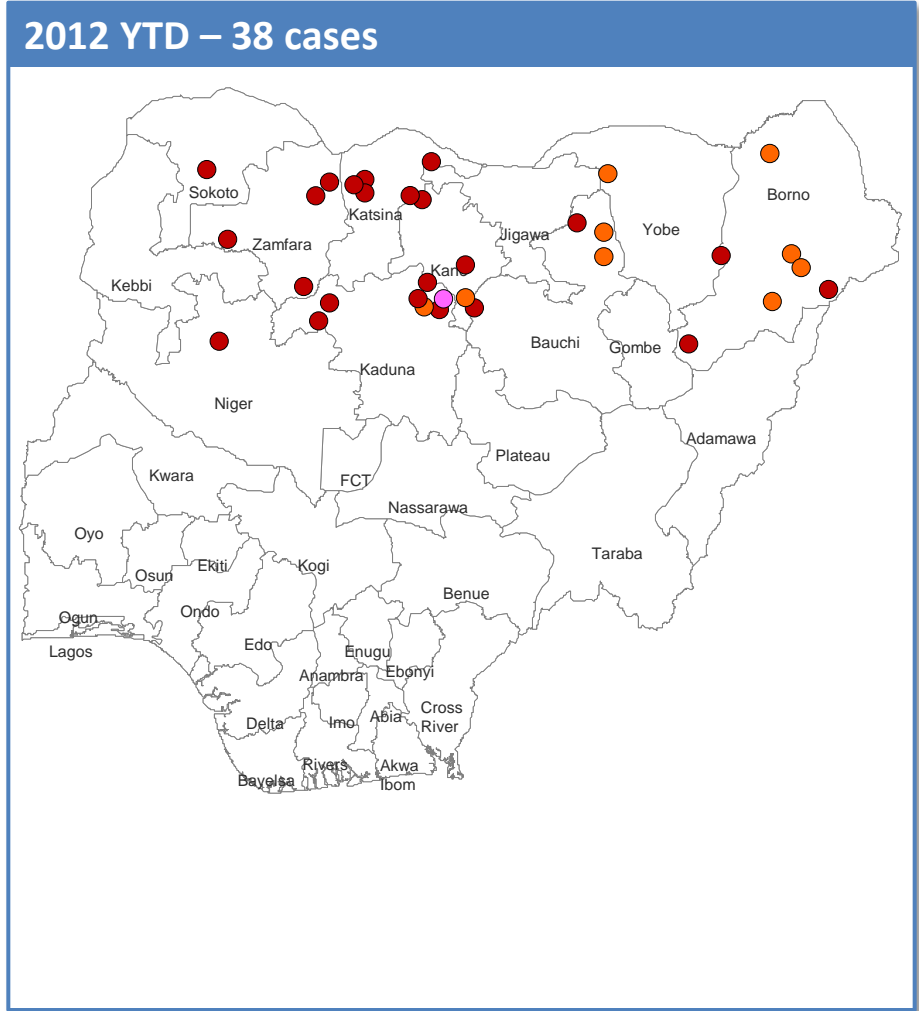 2012 YTD – 38 cases
Sokoto
Katsina
Borno
Zamfara
Jigawa
Yobe
Kano
Kebbi
Bauchi
Gombe
Kaduna
Niger
Adamawa
Plateau
Kwara
FCT
Nassarawa
Oyo
Taraba
Osun
Ekiti
Kogi
Benue
Ogun
Ondo
Edo
Lagos
Enugu
Anambra
Ebonyi
Cross
River
Delta
Imo
Abia
Rivers
Akwa
Ibom
Bayelsa